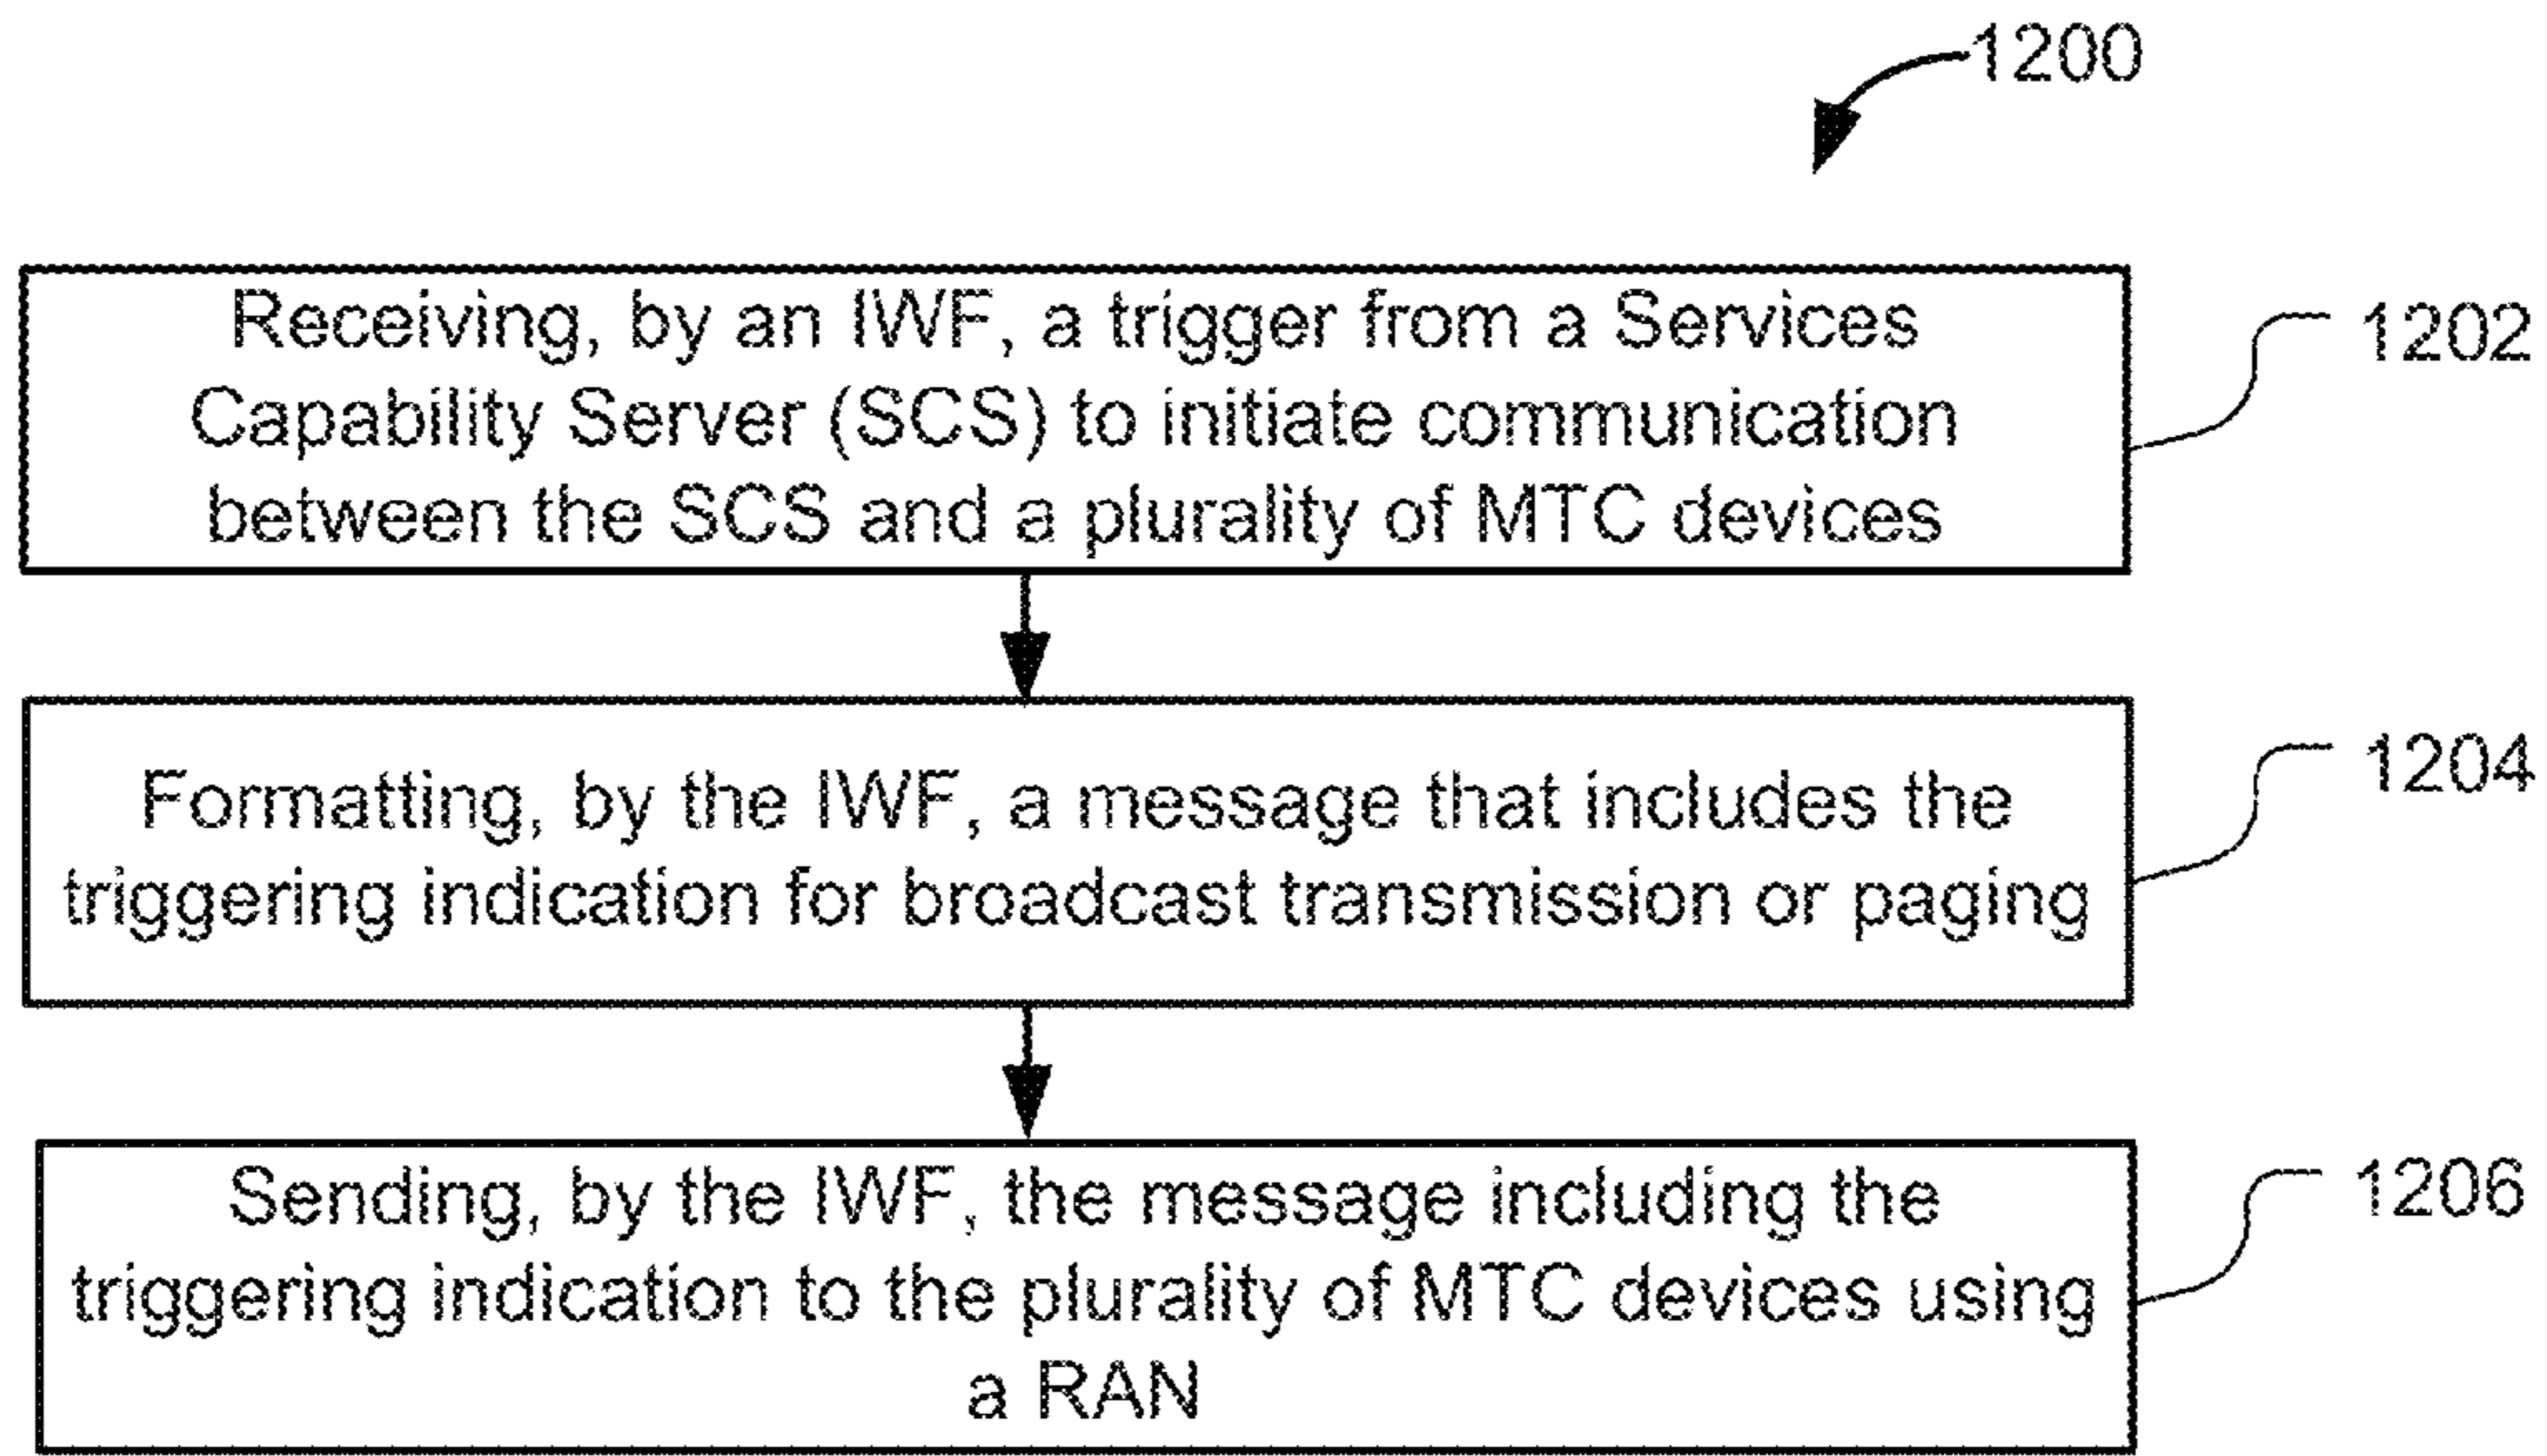 1200
Receiving, by an IWF, a trigger from a Services
Capability Server (SCS) to initiate communication
between the SCS and a plurality of MTC devices
1202
Formatting, by the IWF, a message that includes the
triggering indication for broadcast transmission or paging
1204
Sending, by the IWF, the message including the
triggering indication to the plurality of MTC devices using
a RAN
1206